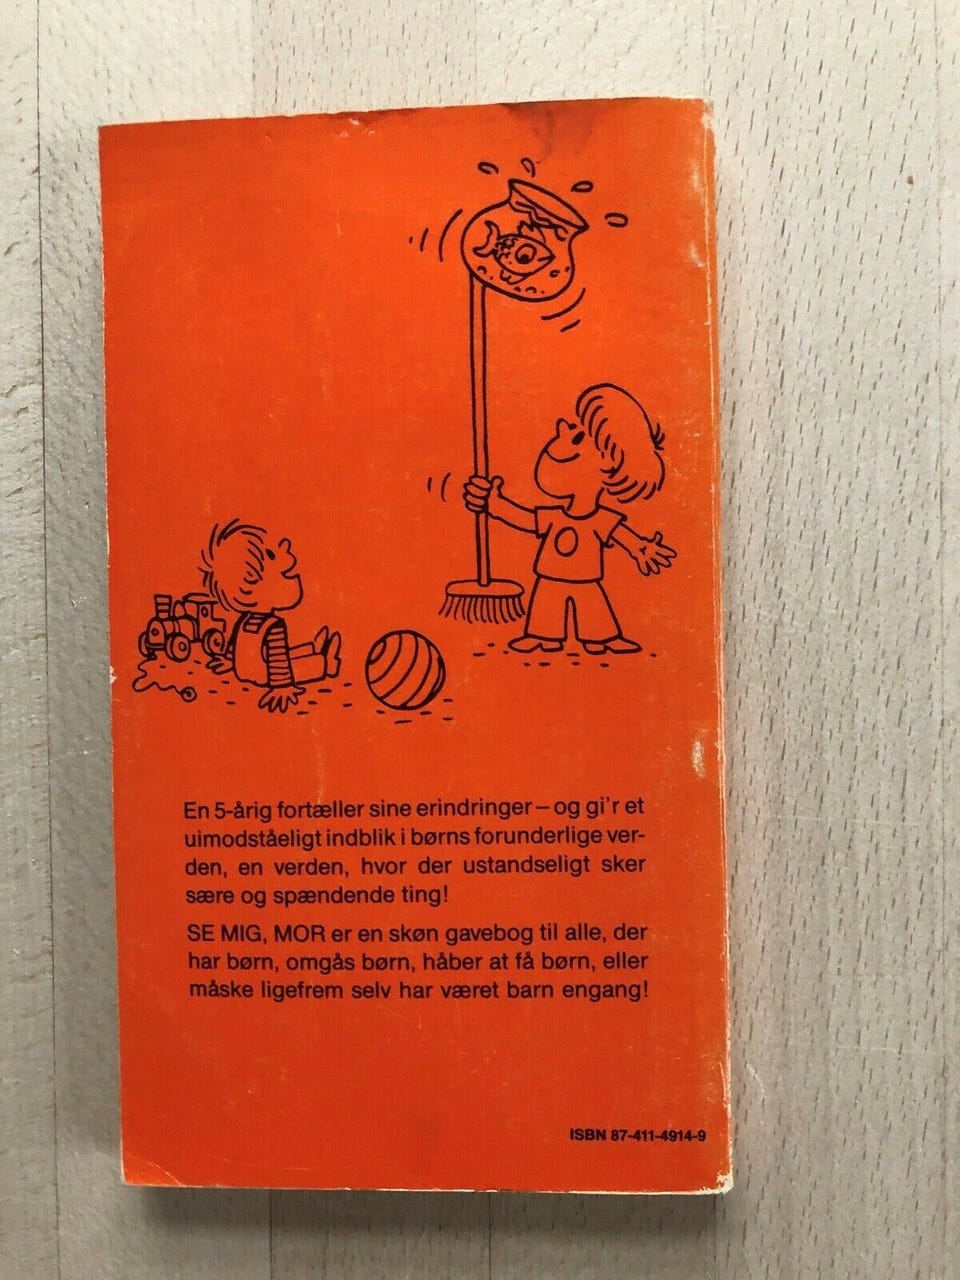 En 5-årig fortæller sine erindringer – og gi'r et
uimodståeligt indblik i børns forunderlige ver-
den, en verden, hvor der ustandseligt sker
sære og spændende ting!
SE MIG, MOR er en skøn gavebog til alle, der
har børn, omgås børn, håber at få børn, eller
måske ligefrem selv har været barn engang!
ISBN 87-411-4914-9